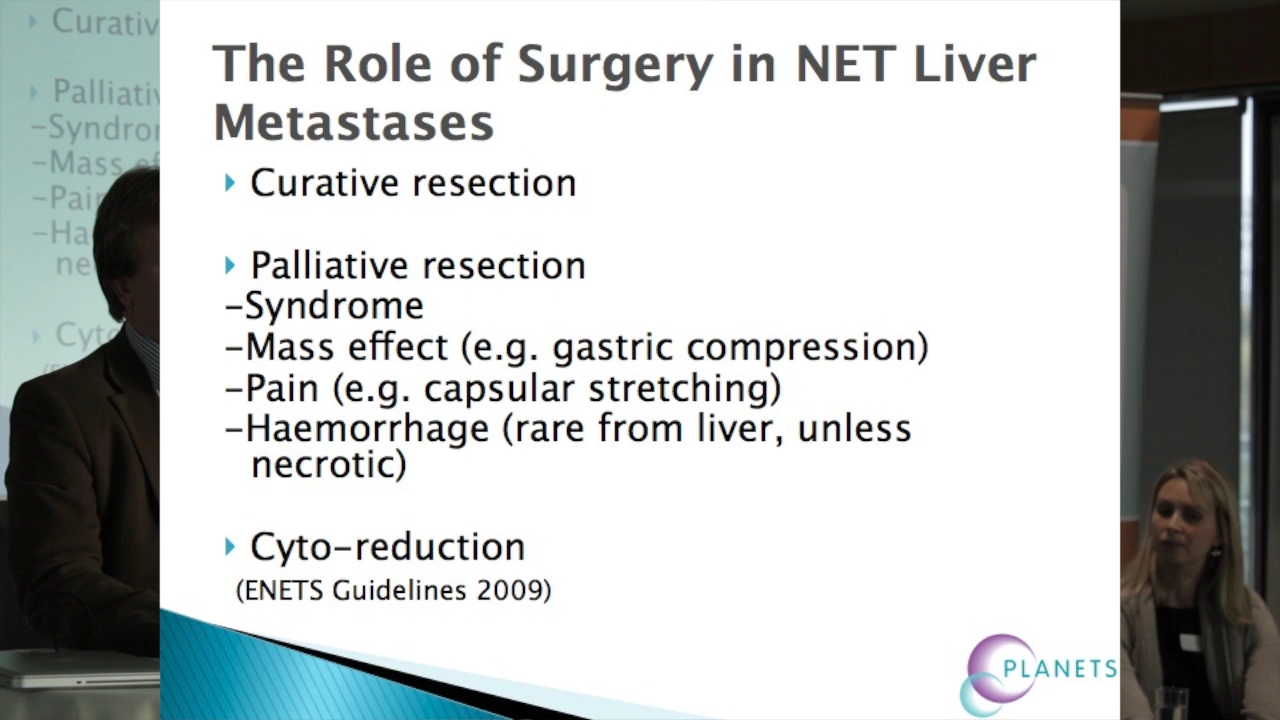 The Role of Surgery in NET Liver
Metastases
Curative resection
Palliative resection
-Syndrome
-Mass effect (e.g. gastric compression)
-Pain (e.g. capsular stretching)
-Haemorrhage (rare from liver, unless
necrotic)
Cyto-reduction
(ENETS Guidelines 2009)
PLANETS